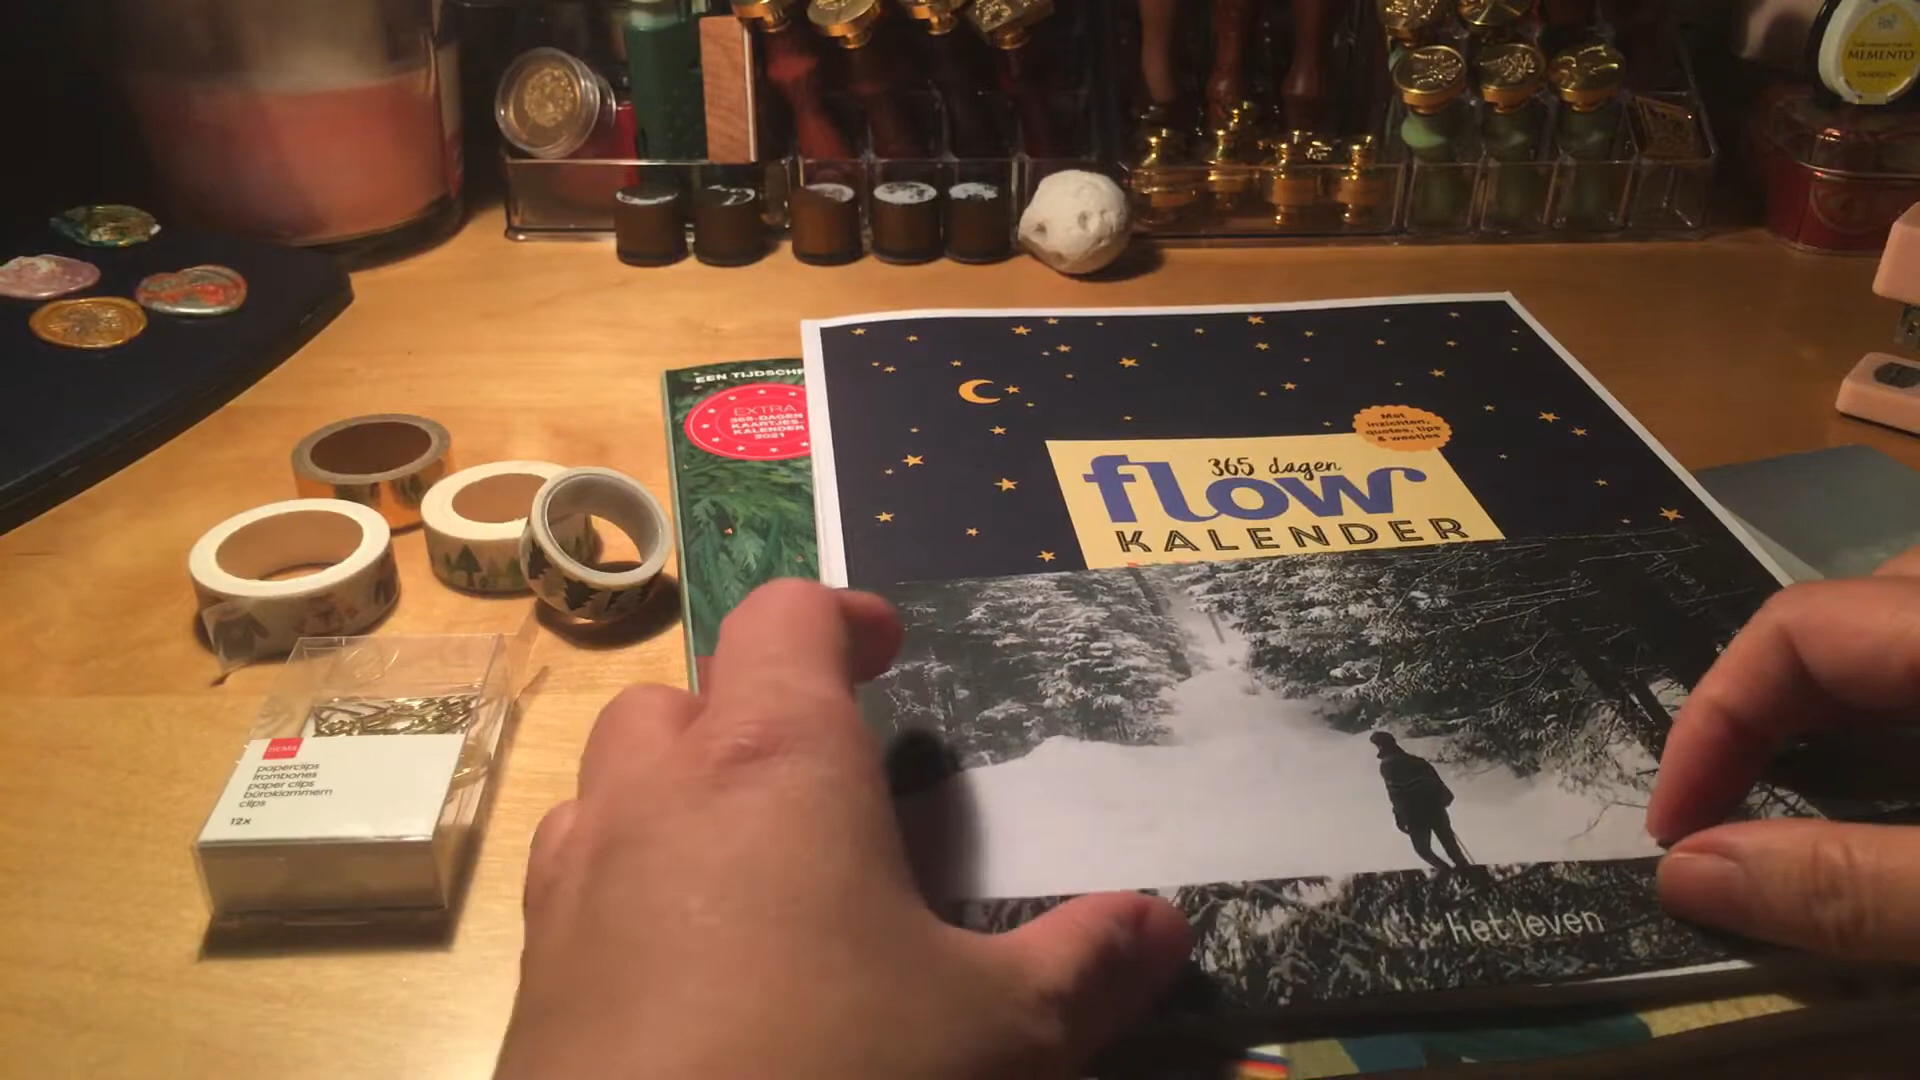 MEMENTO
EEN TIJDSCHR
EXTRA
365-DAGEN
KAARTJES-
KALENDER
2021
Met
inzichten,
quotes, tips
& weetjes
365 dagen
flow
KALENDER
HEMA
paperclips
trombones
paper clips
büroklammern
clips
12x
het leven